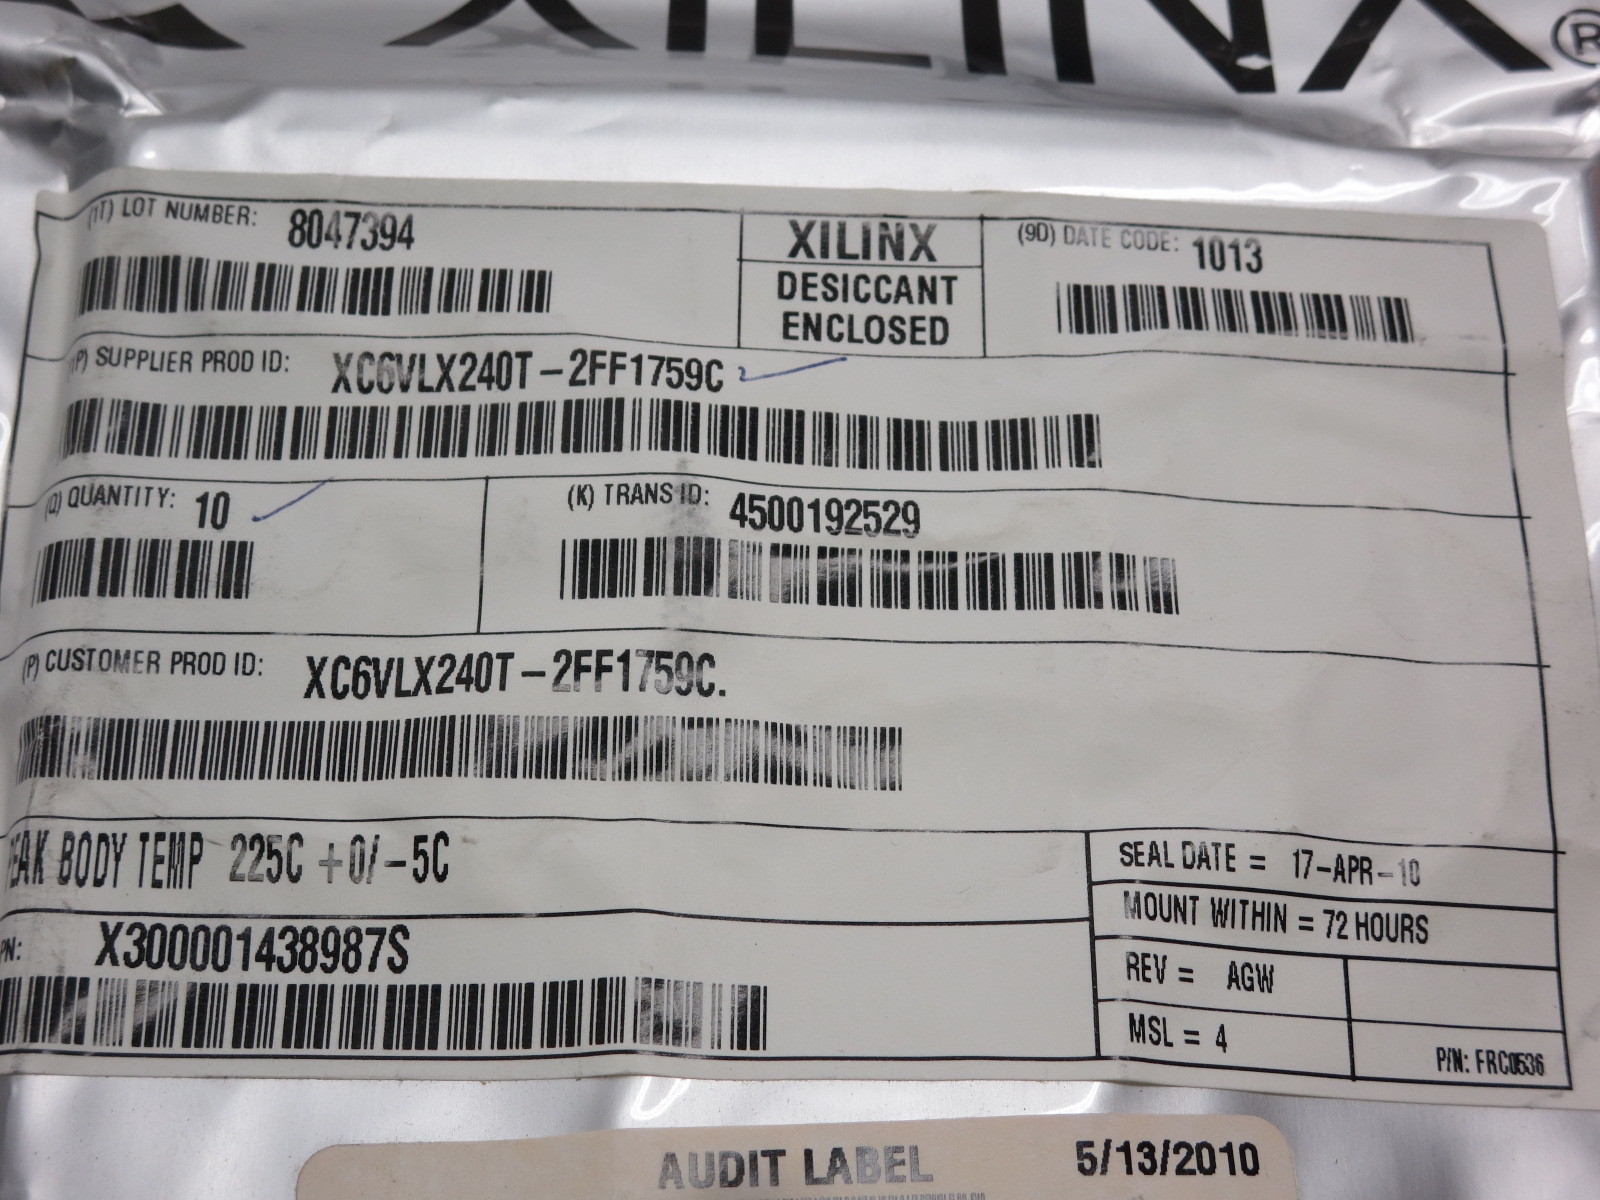 XILINX®
(1T) LOT NUMBER: 8047394
XILINX
DESICCANT
ENCLOSED
(9D) DATE CODE: 1013
(P) SUPPLIER PROD ID: XC6VLX240T-2FF1759C
(Q) QUANTITY: 10
(K) TRANS ID: 4500192529
(P) CUSTOMER PROD ID: XC6VLX240T-2FF1759C.
PEAK BODY TEMP 225C +0/-5C
PN: X300001438987S
SEAL DATE = 17-APR-10
MOUNT WITHIN = 72 HOURS
REV = AGW
MSL = 4
P/N: FRC0536
AUDIT LABEL 5/13/2010